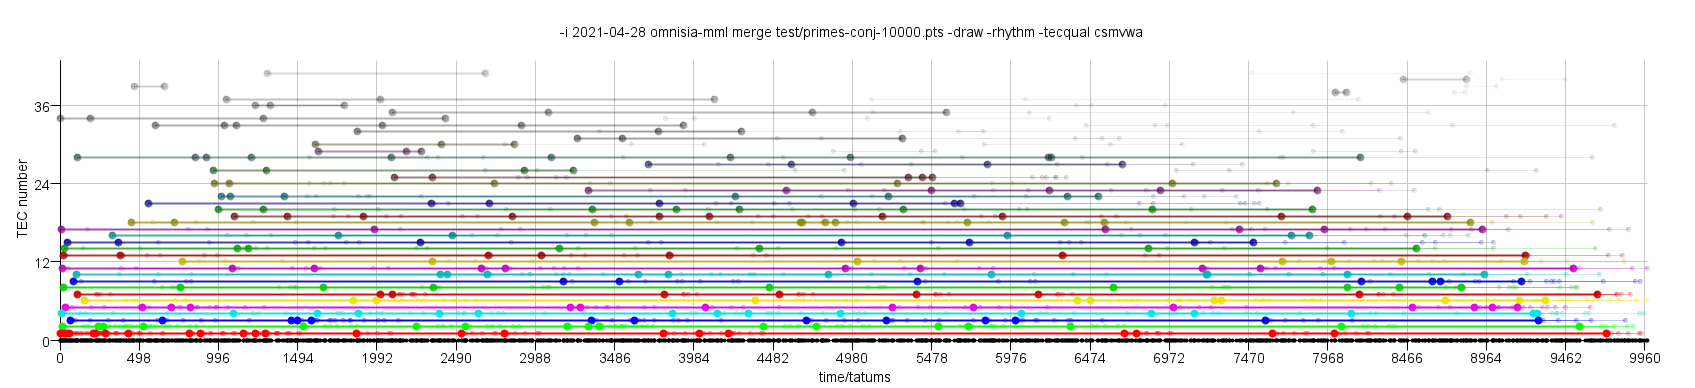 -i 2021-04-28 omnisia-mml merge test/primes-conj-10000.pts -draw -rhythm -tecqual csmvwa
36
24
12
0
TEC number
0 498 996 1494 1992 2490 2988 3486 3984 4482 4980 5478 5976 6474 6972 7470 7968 8466 8964 9462 9960
time/tatums